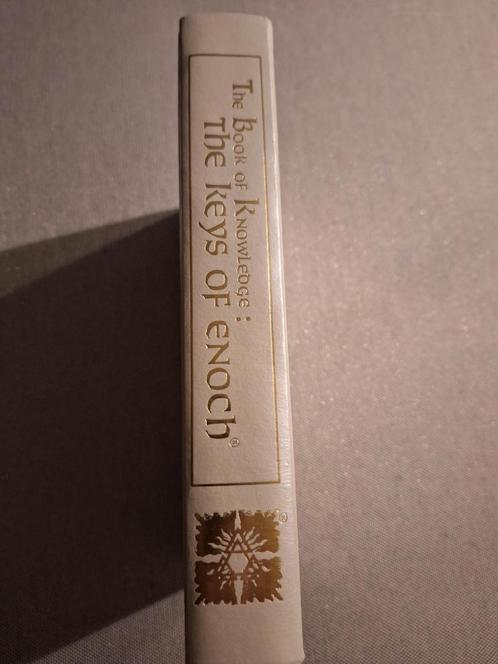 The Book of Knowledge:
The Keys of Enoch®
®